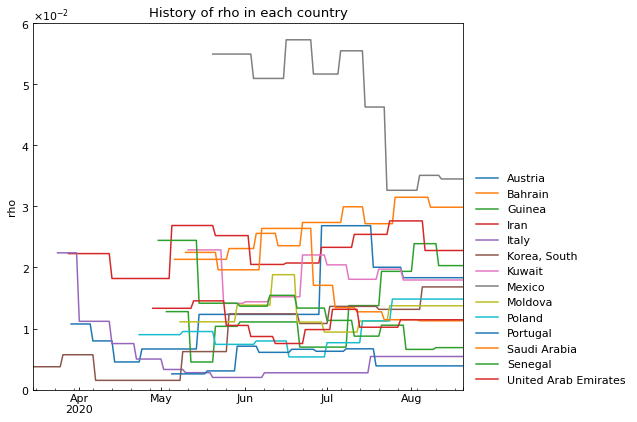 History of rho in each country
×10⁻²
6
5
4
3
2
1
0
rho
Apr
2020
May
Jun
Jul
Aug
Austria
Bahrain
Guinea
Iran
Italy
Korea, South
Kuwait
Mexico
Moldova
Poland
Portugal
Saudi Arabia
Senegal
United Arab Emirates